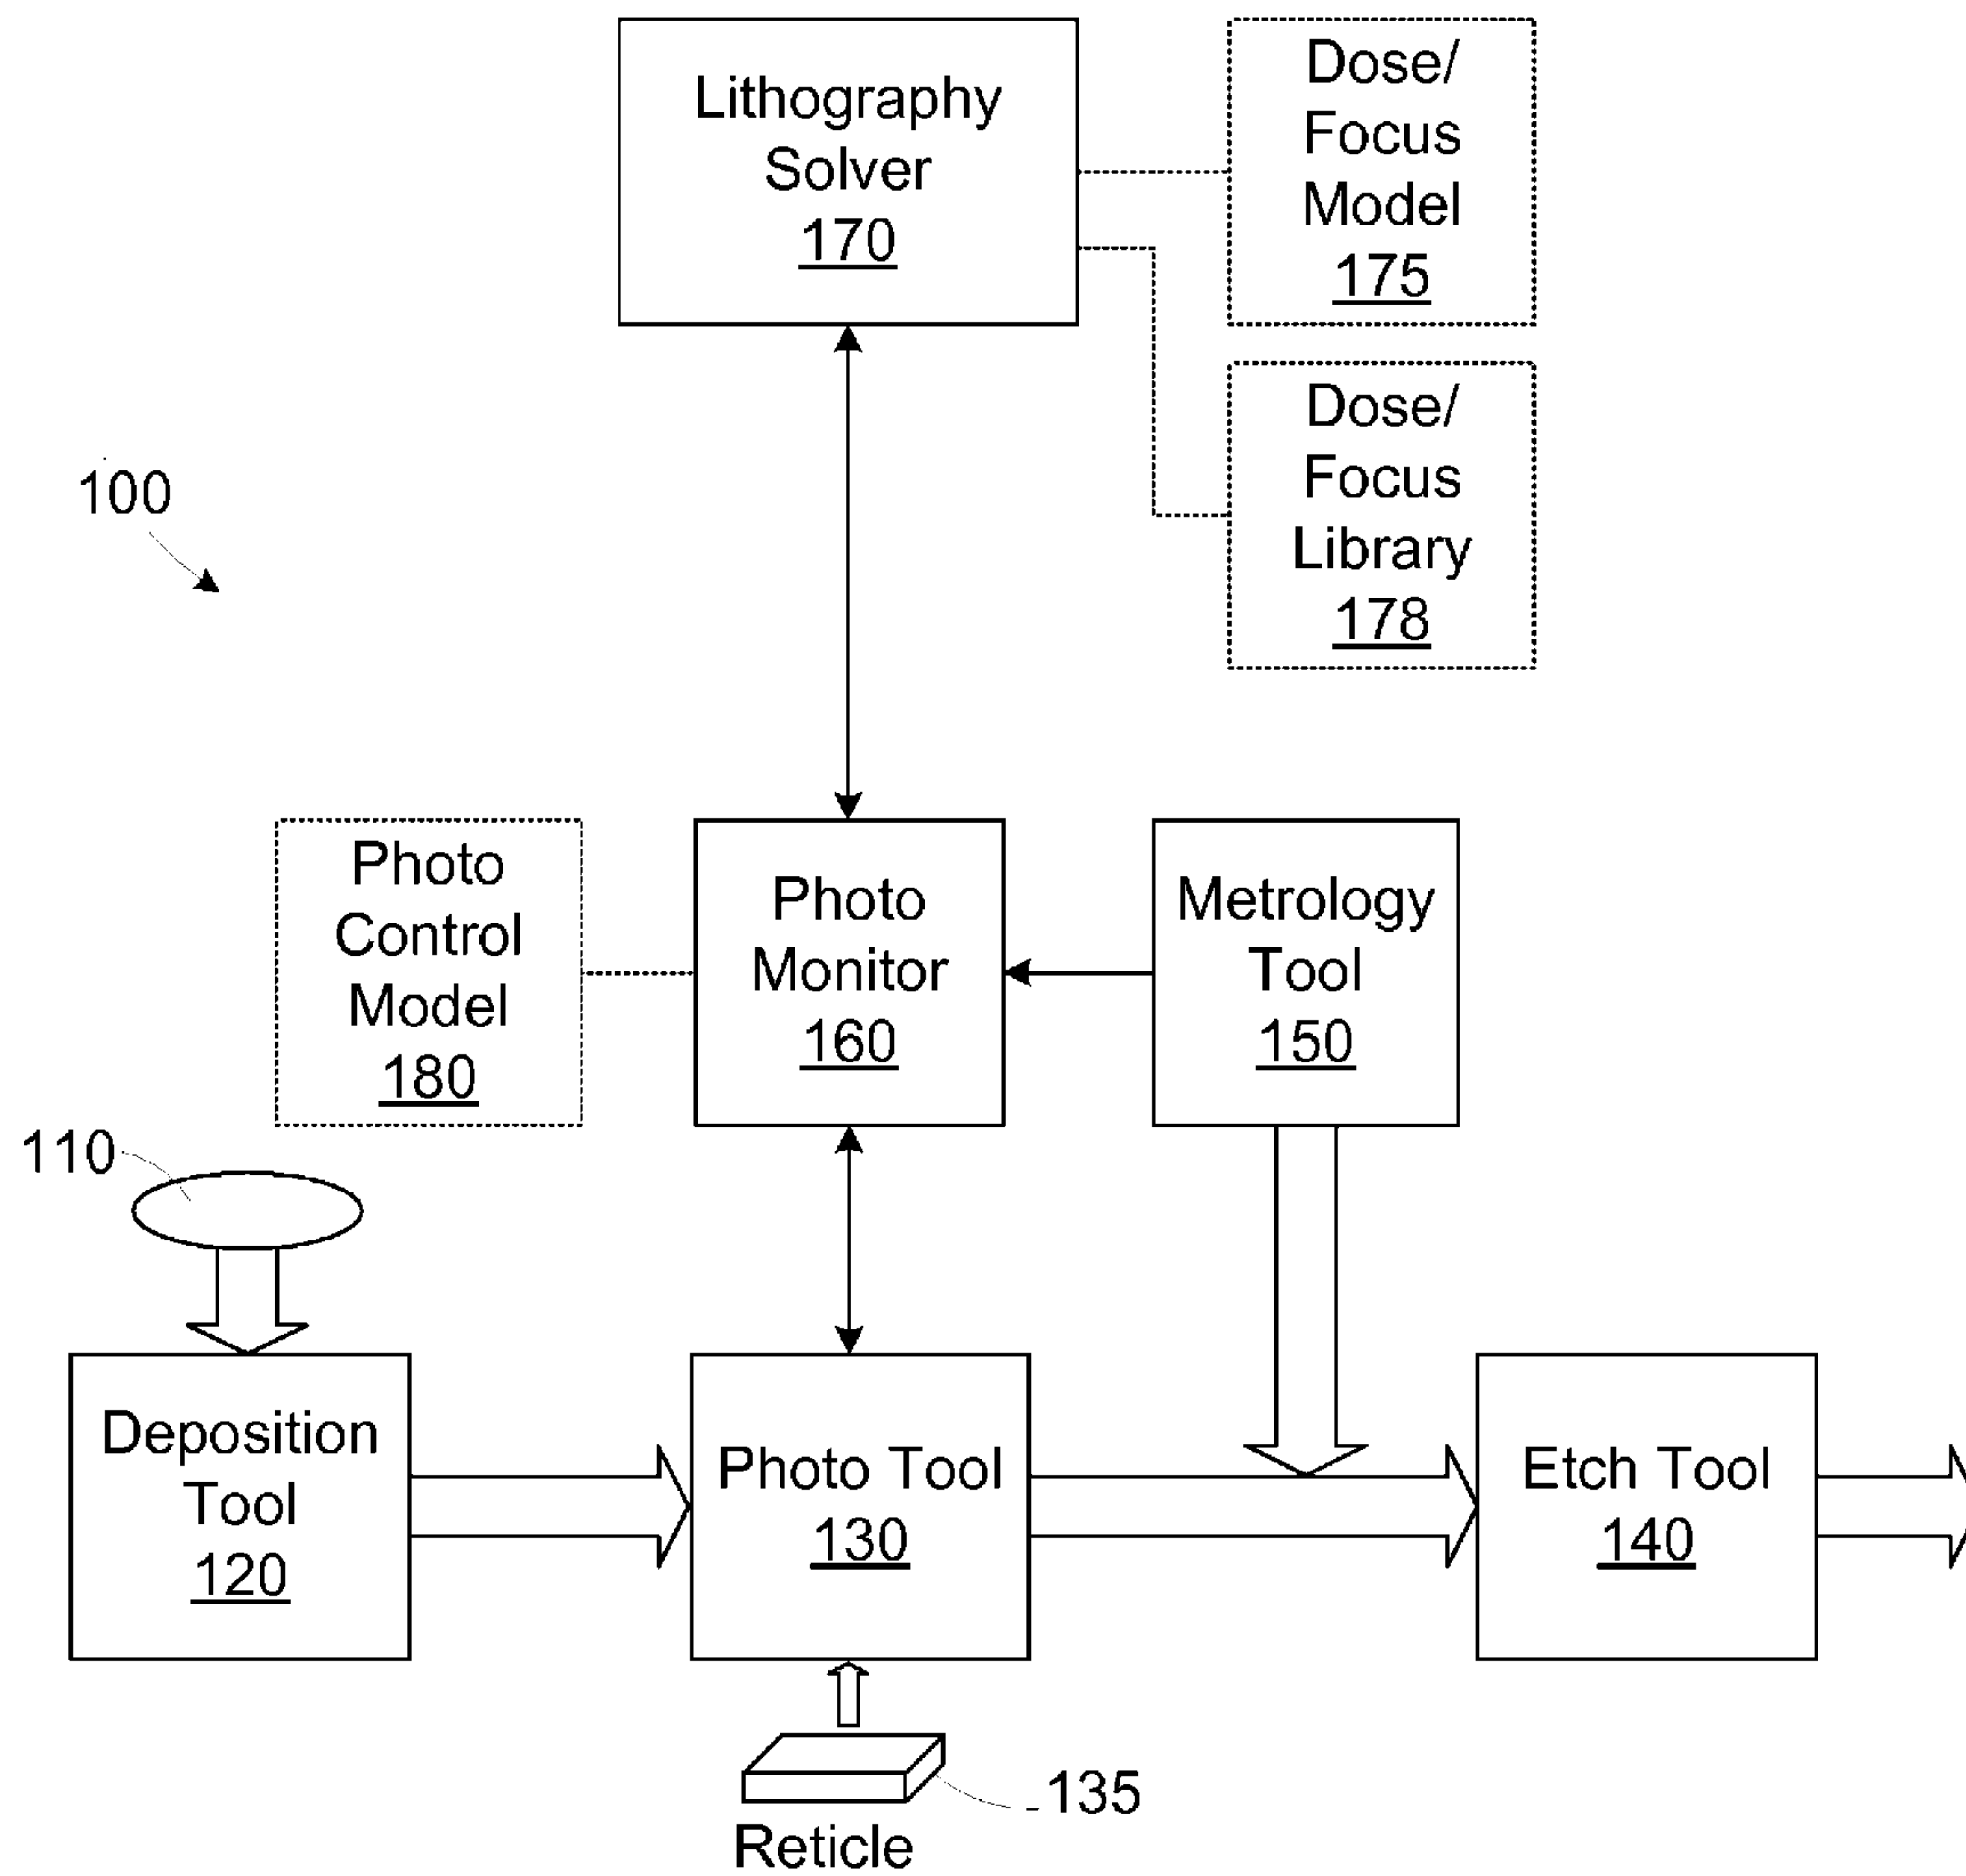 Lithography
Solver
170
Dose/
Focus
Model
175
Dose/
Focus
Library
178
100
Photo
Control
Model
180
Photo
Monitor
160
Metrology
Tool
150
110
Deposition
Tool
120
Photo Tool
130
Etch Tool
140
135
Reticle